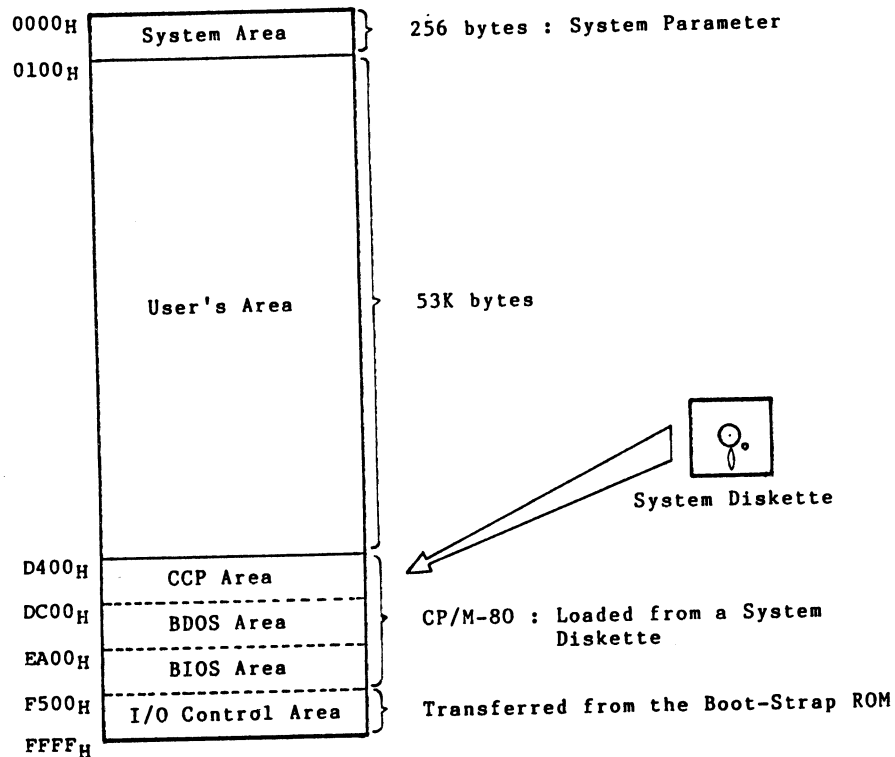 0000H
System Area
256 bytes : System Parameter
0100H
User's Area
53K bytes
System Diskette
D400H
CCP Area
DC00H
BDOS Area
CP/M-80 : Loaded from a System
Diskette
EA00H
BIOS Area
F500H
I/O Control Area
Transferred from the Boot-Strap ROM
FFFFH